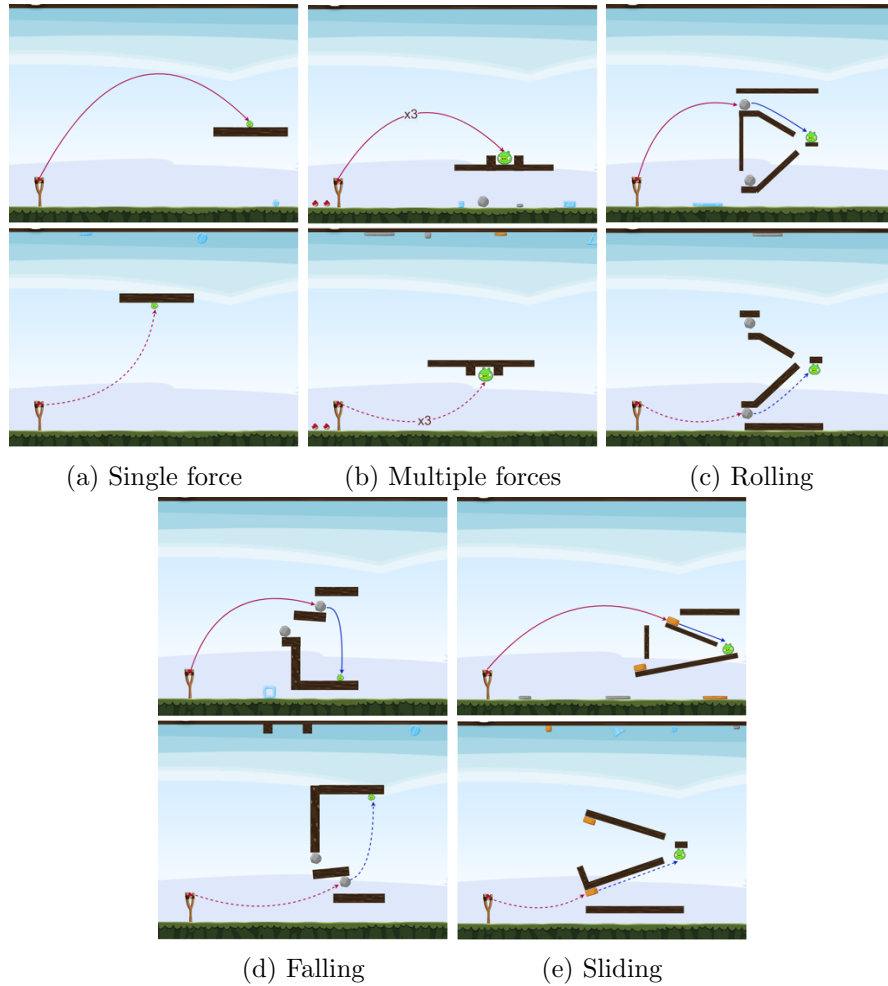 x3
x3
(a) Single force
(b) Multiple forces
(c) Rolling
(d) Falling
(e) Sliding